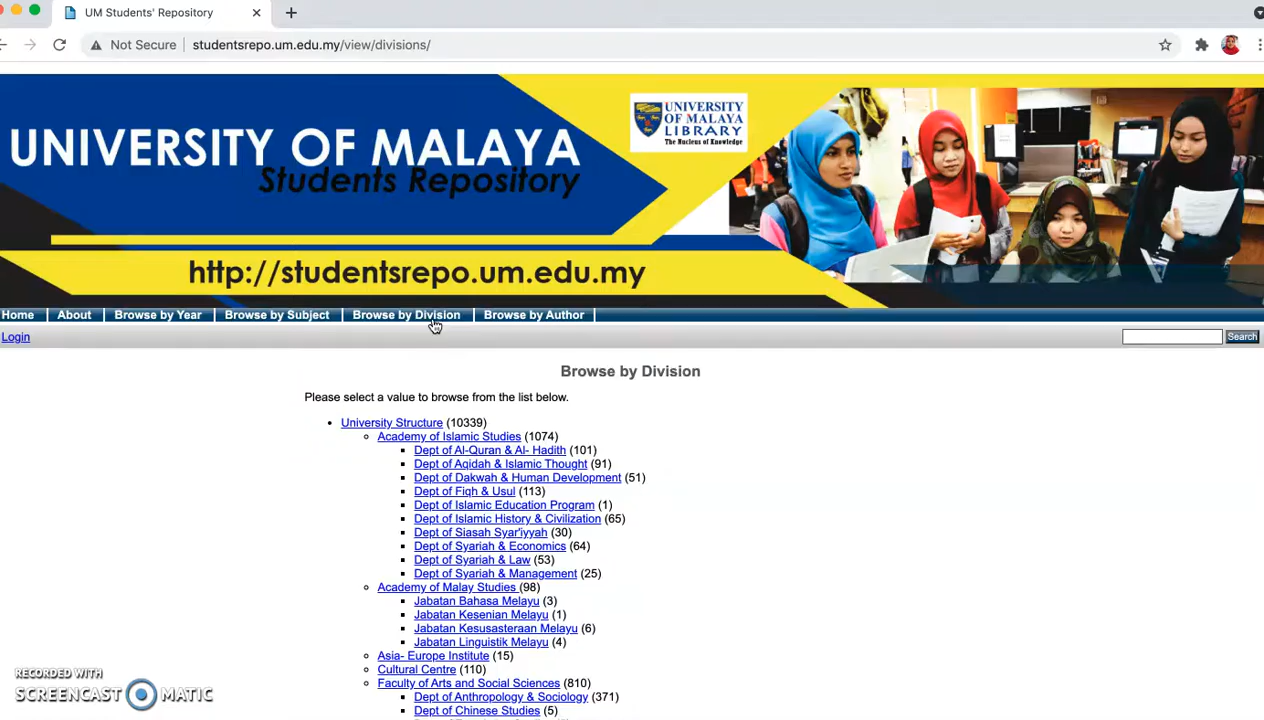 UM Students' Repository
Not Secure studentsrepo.um.edu.my/view/divisions/
UNIVERSITY OF MALAYA
Students Repository
UNIVERSITY
OF MALAYA
LIBRARY
The Nucleus of Knowledge
http://studentsrepo.um.edu.my
Home About Browse by Year Browse by Subject Browse by Division Browse by Author
Login Search
Browse by Division
Please select a value to browse from the list below.
University Structure (10339)
Academy of Islamic Studies (1074)
Dept of Al-Quran & Al- Hadith (101)
Dept of Aqidah & Islamic Thought (91)
Dept of Dakwah & Human Development (51)
Dept of Fiqh & Usul (113)
Dept of Islamic Education Program (1)
Dept of Islamic History & Civilization (65)
Dept of Siasah Syar'iyyah (30)
Dept of Syariah & Economics (64)
Dept of Syariah & Law (53)
Dept of Syariah & Management (25)
Academy of Malay Studies (98)
Jabatan Bahasa Melayu (3)
Jabatan Kesenian Melayu (1)
Jabatan Kesusasteraan Melayu (6)
Jabatan Linguistik Melayu (4)
Asia- Europe Institute (15)
Cultural Centre (110)
Faculty of Arts and Social Sciences (810)
Dept of Anthropology & Sociology (371)
Dept of Chinese Studies (5)
RECORDED WITH
SCREENCAST MATIC